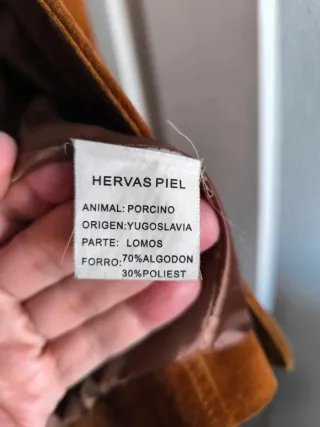 HERVAS PIEL
ANIMAL: PORCINO
ORIGEN: YUGOSLAVIA
PARTE: LOMOS
FORRO: 70% ALGODON
30% POLIEST